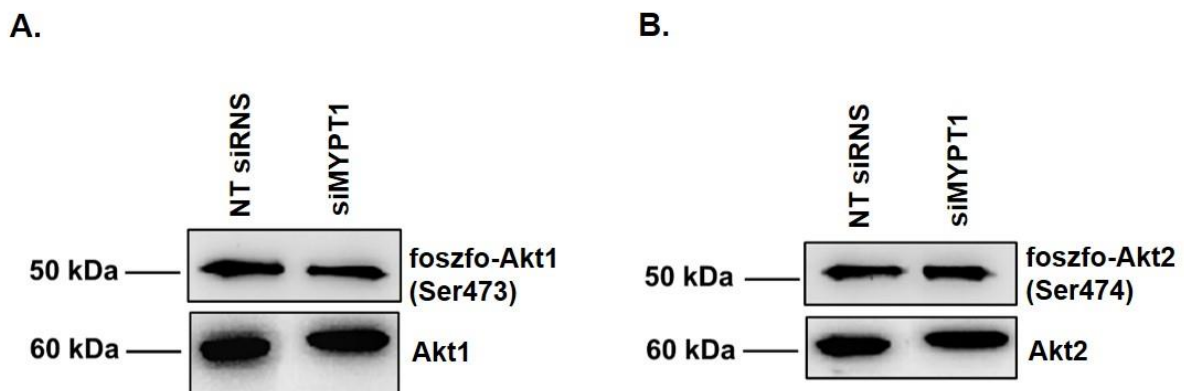 A.
NT siRNS
siMYPT1
50 kDa
foszfo-Akt1
(Ser473)
60 kDa
Akt1
B.
NT siRNS
siMYPT1
50 kDa
foszfo-Akt2
(Ser474)
60 kDa
Akt2